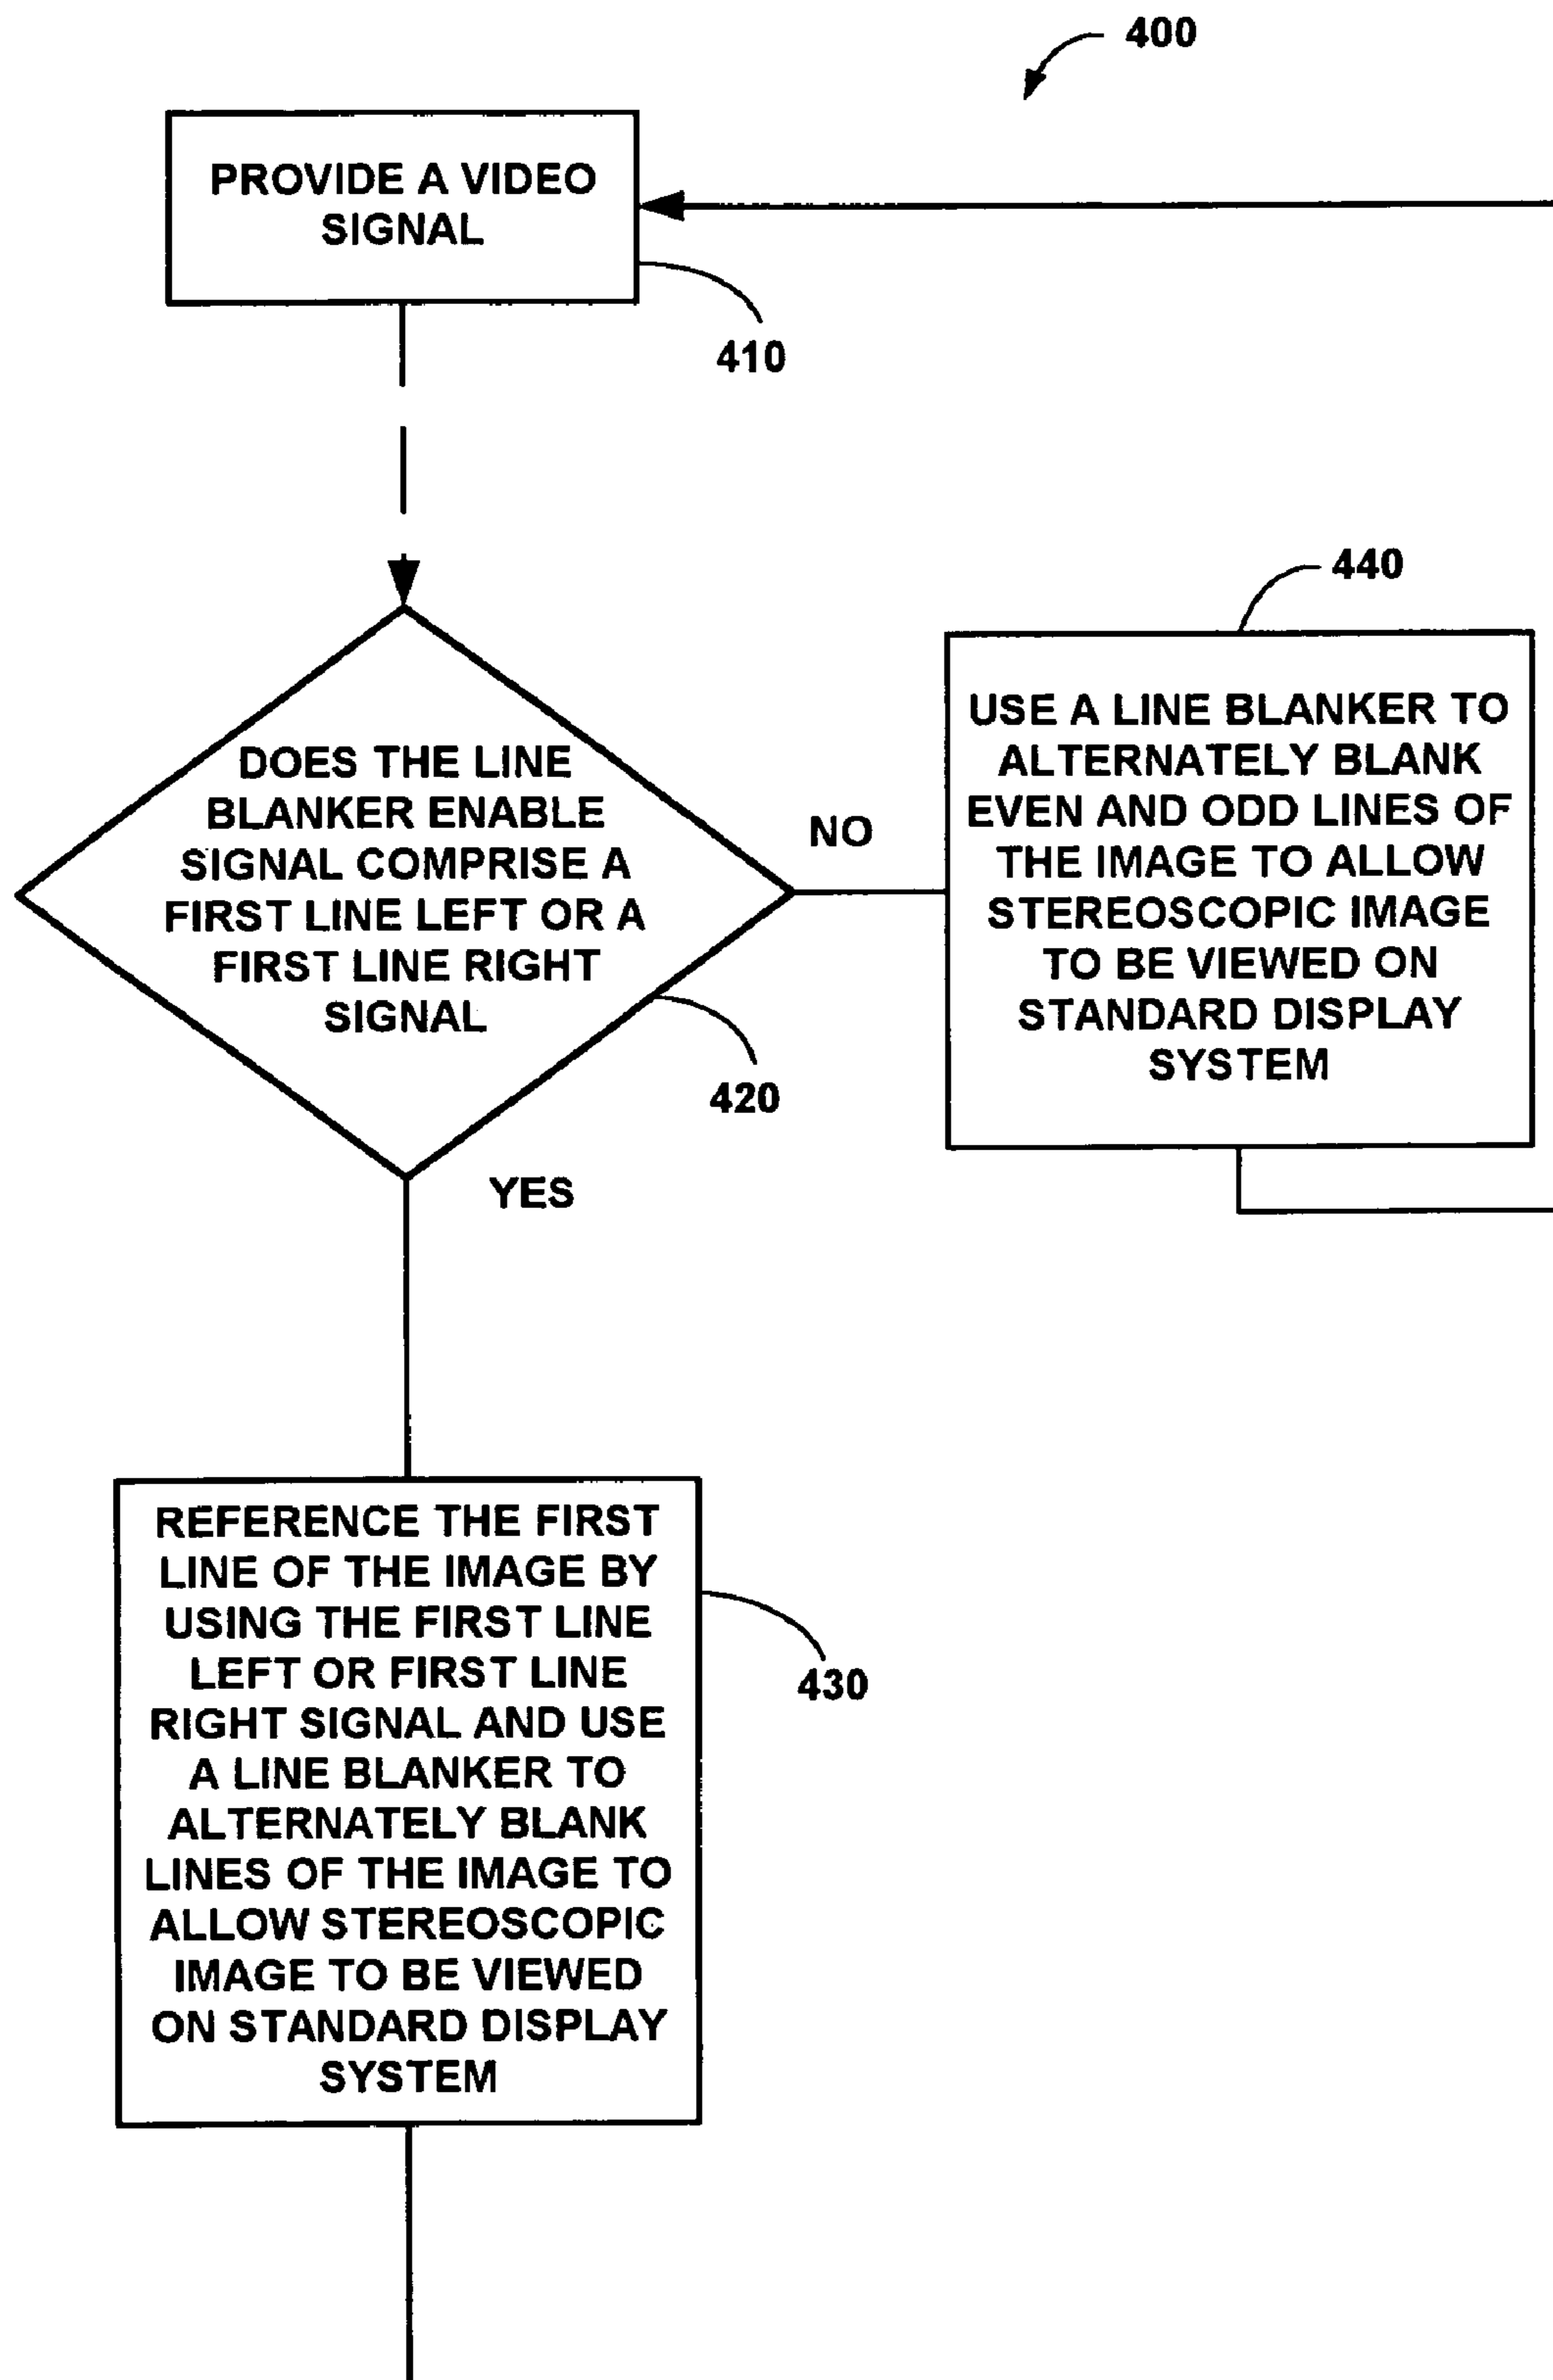 400
PROVIDE A VIDEO
SIGNAL
410
DOES THE LINE
BLANKER ENABLE
SIGNAL COMPRISE A
FIRST LINE LEFT OR A
FIRST LINE RIGHT
SIGNAL
420
NO
440
USE A LINE BLANKER TO
ALTERNATELY BLANK
EVEN AND ODD LINES OF
THE IMAGE TO ALLOW
STEREOSCOPIC IMAGE
TO BE VIEWED ON
STANDARD DISPLAY
SYSTEM
YES
REFERENCE THE FIRST
LINE OF THE IMAGE BY
USING THE FIRST LINE
LEFT OR FIRST LINE
RIGHT SIGNAL AND USE
A LINE BLANKER TO
ALTERNATELY BLANK
LINES OF THE IMAGE TO
ALLOW STEREOSCOPIC
IMAGE TO BE VIEWED
ON STANDARD DISPLAY
SYSTEM
430